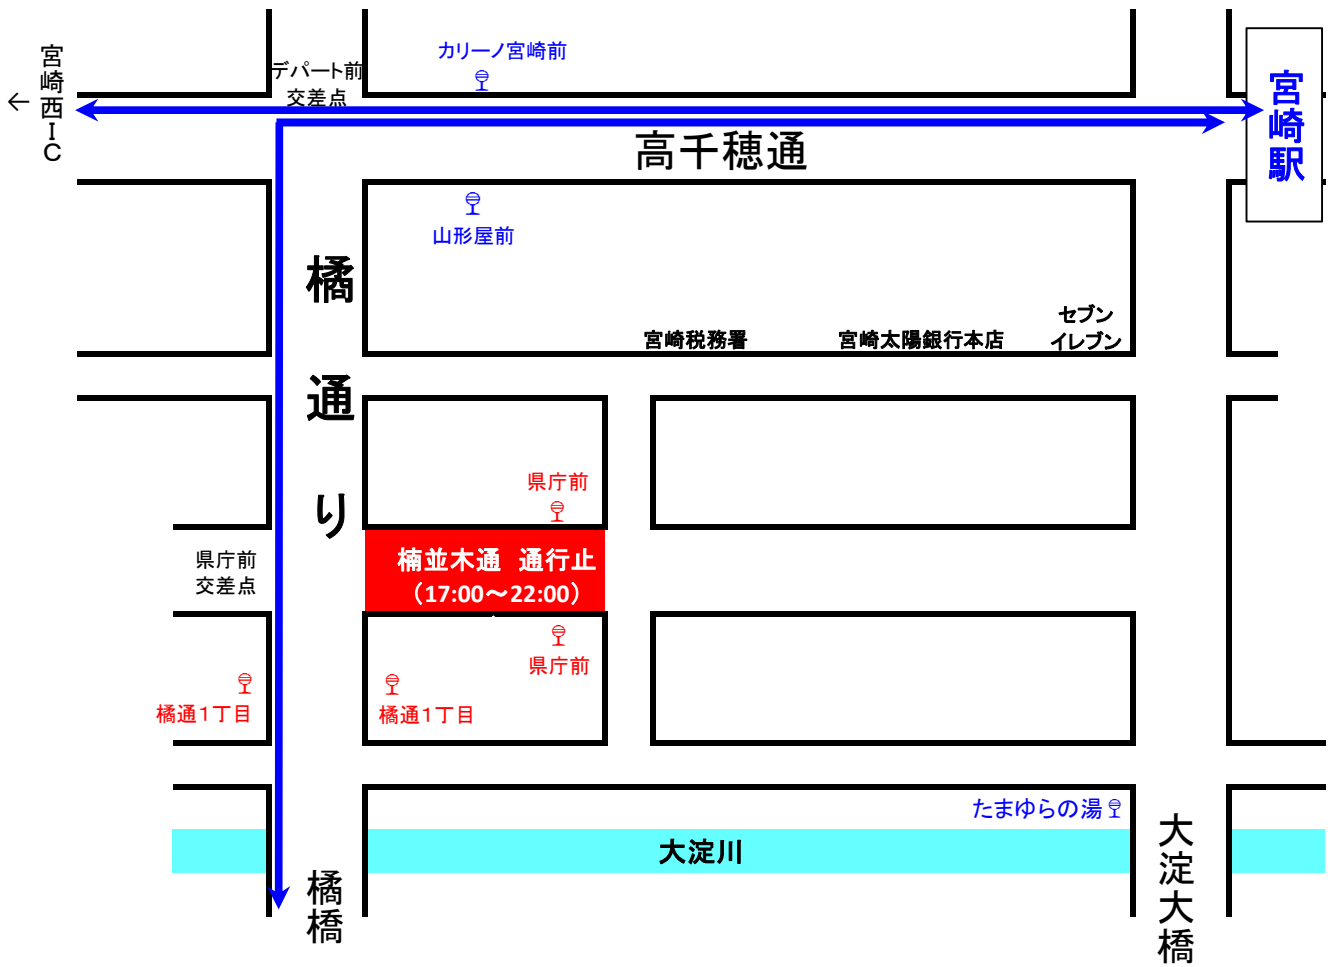 宮崎西ＩＣ
←
デパート前
交差点
カリーノ宮崎前
宮崎駅
高千穂通
山形屋前
橘通り
宮崎税務署
宮崎太陽銀行本店
セブン
イレブン
県庁前
県庁前
交差点
楠並木通　通行止
（17:00～22:00）
県庁前
橘通１丁目
橘通１丁目
たまゆらの湯
大淀川
橘橋
大淀大橋